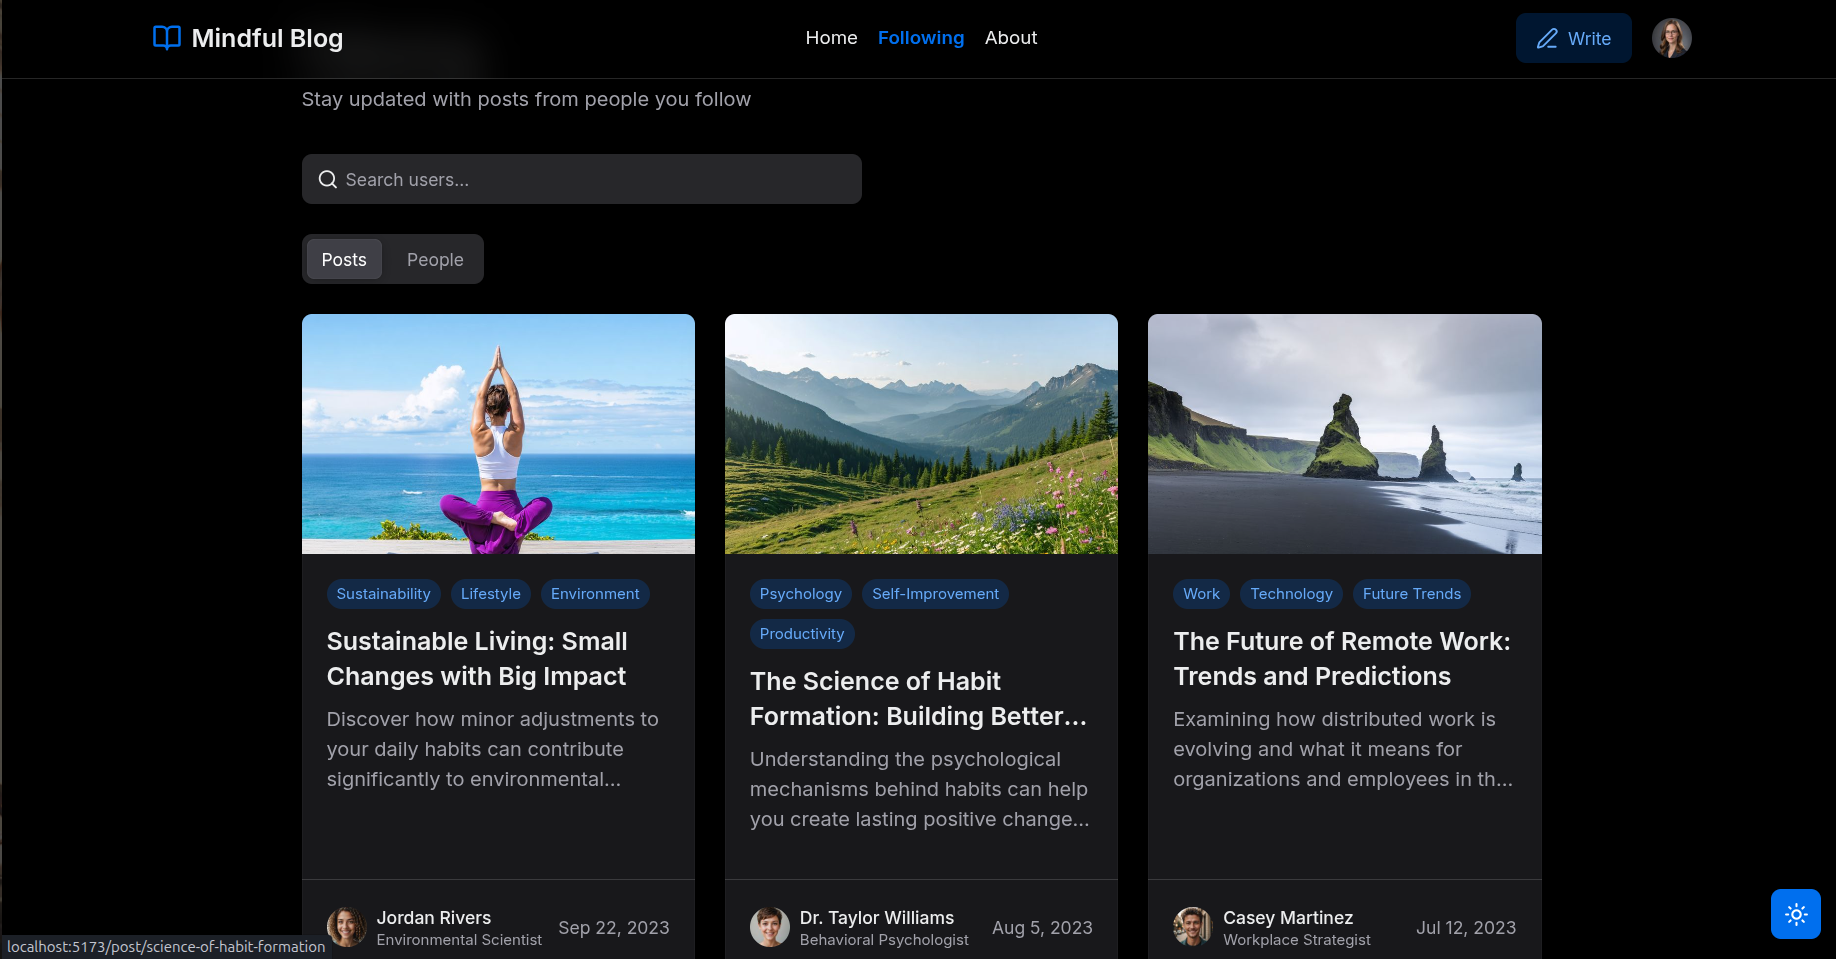 Mindful Blog
Home
Following
About
Write
Stay updated with posts from people you follow
Search users...
Posts
People
Sustainability
Lifestyle
Environment
Sustainable Living: Small
Changes with Big Impact
Discover how minor adjustments to
your daily habits can contribute
significantly to environmental...
Jordan Rivers
Environmental Scientist
Sep 22, 2023
Psychology
Self-Improvement
Productivity
The Science of Habit
Formation: Building Better...
Understanding the psychological
mechanisms behind habits can help
you create lasting positive change...
Dr. Taylor Williams
Behavioral Psychologist
Aug 5, 2023
Work
Technology
Future Trends
The Future of Remote Work:
Trends and Predictions
Examining how distributed work is
evolving and what it means for
organizations and employees in th...
Casey Martinez
Workplace Strategist
Jul 12, 2023
localhost:5173/post/science-of-habit-formation